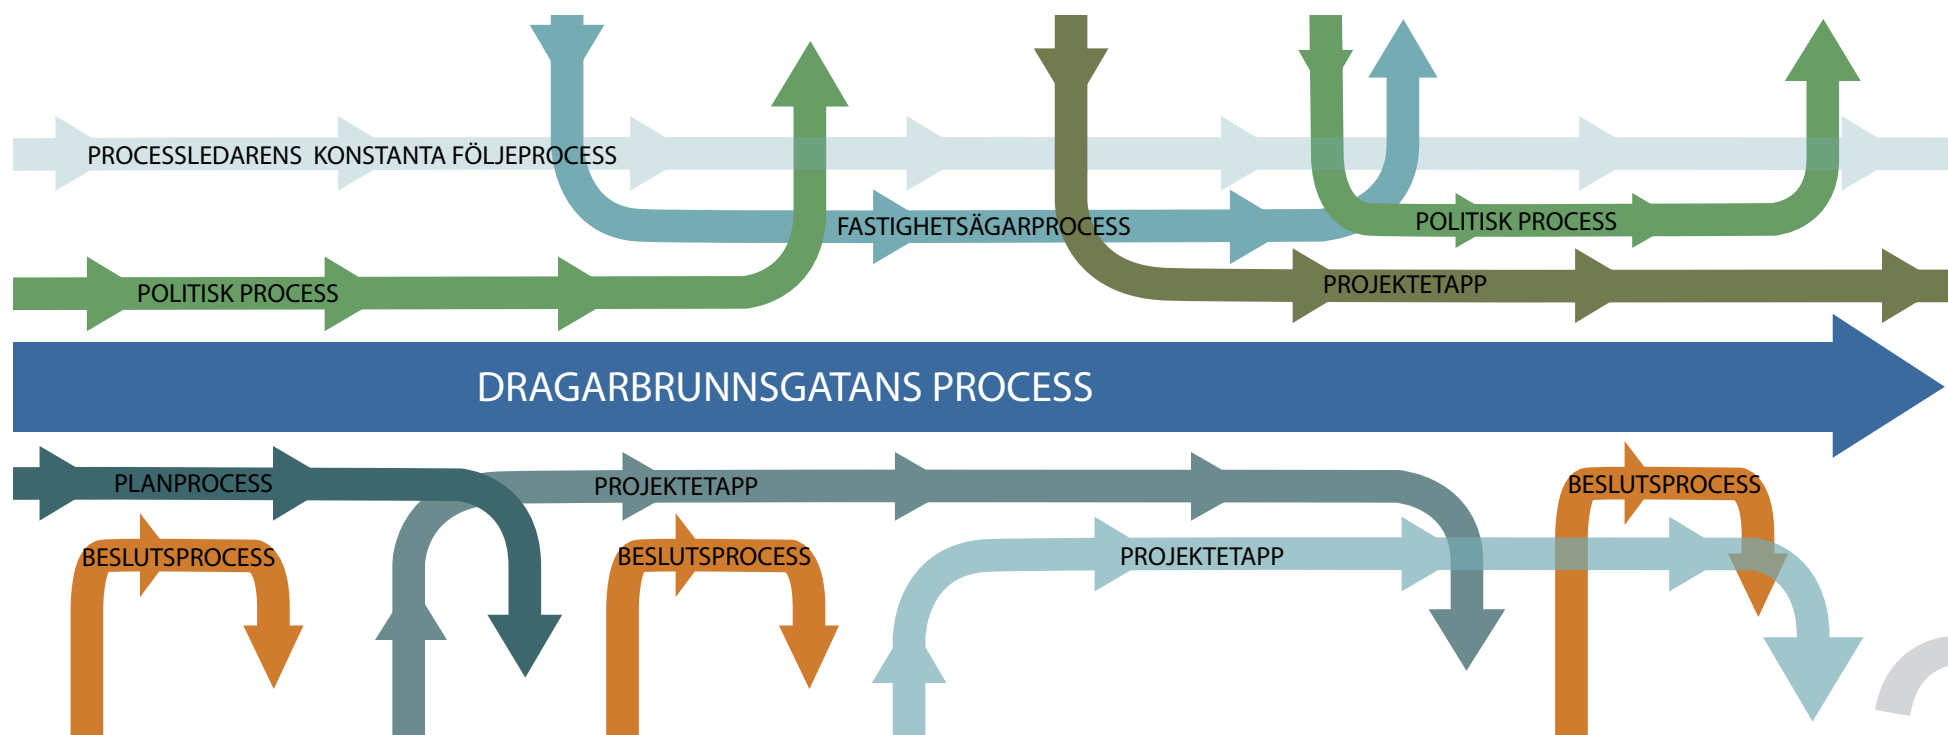 PROCESSLEDARENS  KONSTANTA FÖLJEPROCESS
FASTIGHETSÄGARPROCESS
POLITISK PROCESS
POLITISK PROCESS
PROJEKTETAPP
DRAGARBRUNNSGATANS PROCESS
PLANPROCESS
PROJEKTETAPP
BESLUTSPROCESS
BESLUTSPROCESS
BESLUTSPROCESS
PROJEKTETAPP